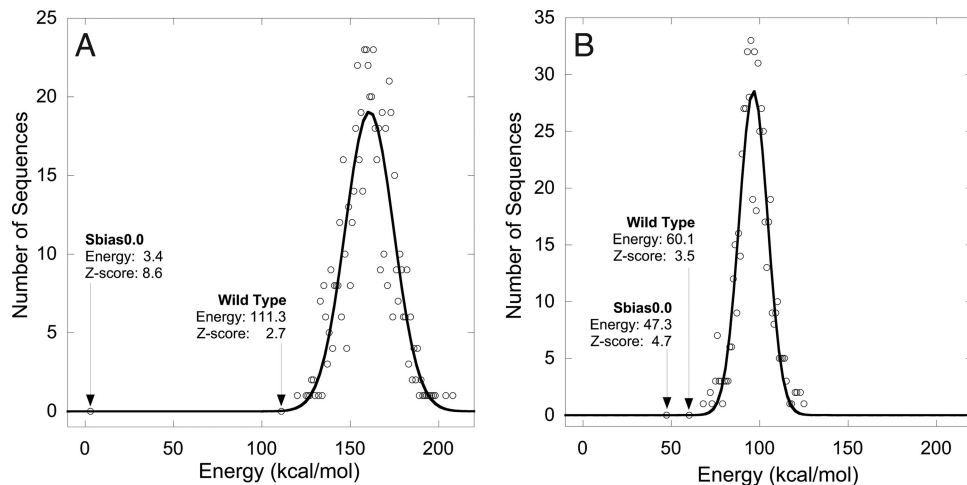 A
25
20
15
10
5
0
Number of Sequences
Sbias0.0
Energy: 3.4
Z-score: 8.6
Wild Type
Energy: 111.3
Z-score: 2.7
0 50 100 150 200
Energy (kcal/mol)
B
35
30
25
20
15
10
5
0
Number of Sequences
Wild Type
Energy: 60.1
Z-score: 3.5
Sbias0.0
Energy: 47.3
Z-score: 4.7
0 50 100 150 200
Energy (kcal/mol)